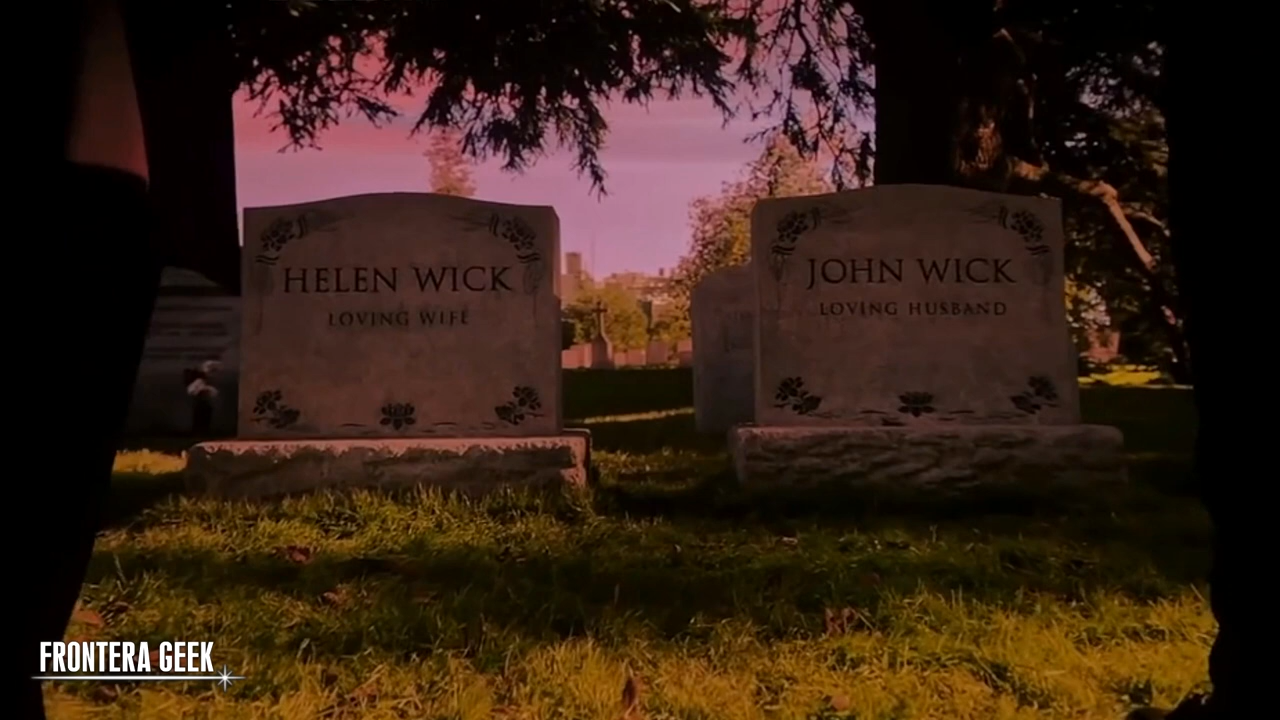 HELEN WICK
LOVING WIFE
JOHN WICK
LOVING HUSBAND
FRONTERA GEEK